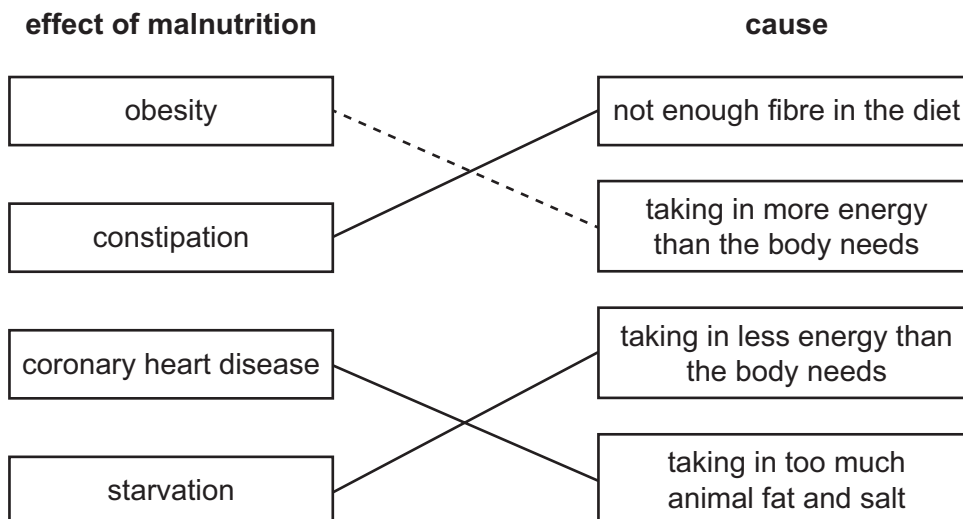 effect of malnutrition
cause
obesity
not enough fibre in the diet
constipation
taking in more energy
than the body needs
coronary heart disease
taking in less energy than
the body needs
starvation
taking in too much
animal fat and salt